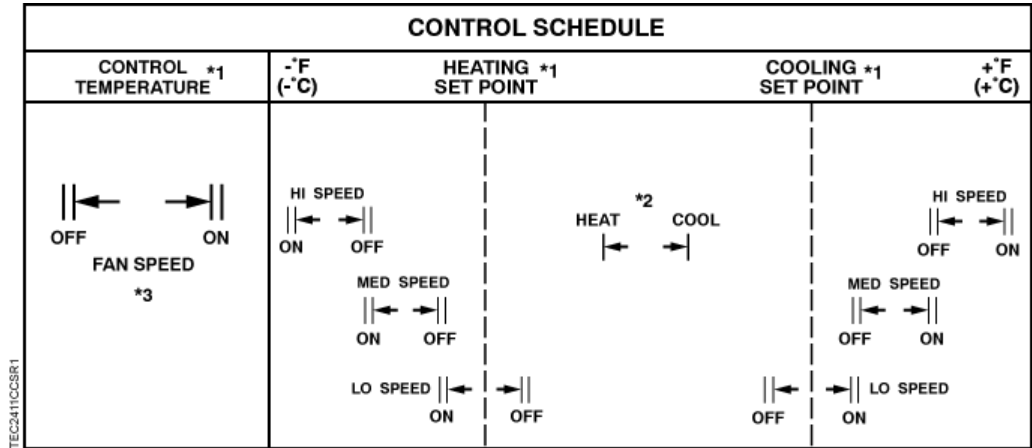 CONTROL SCHEDULE
CONTROL *1
TEMPERATURE
-°F
(-°C)
HEATING *1
SET POINT
COOLING *1
SET POINT
+°F
(+°C)
OFF ON
FAN SPEED
*3
HI SPEED
ON OFF
MED SPEED
ON OFF
LO SPEED
ON OFF
*2
HEAT COOL
HI SPEED
OFF ON
MED SPEED
OFF ON
LO SPEED
OFF ON
TEC2411CCSR1